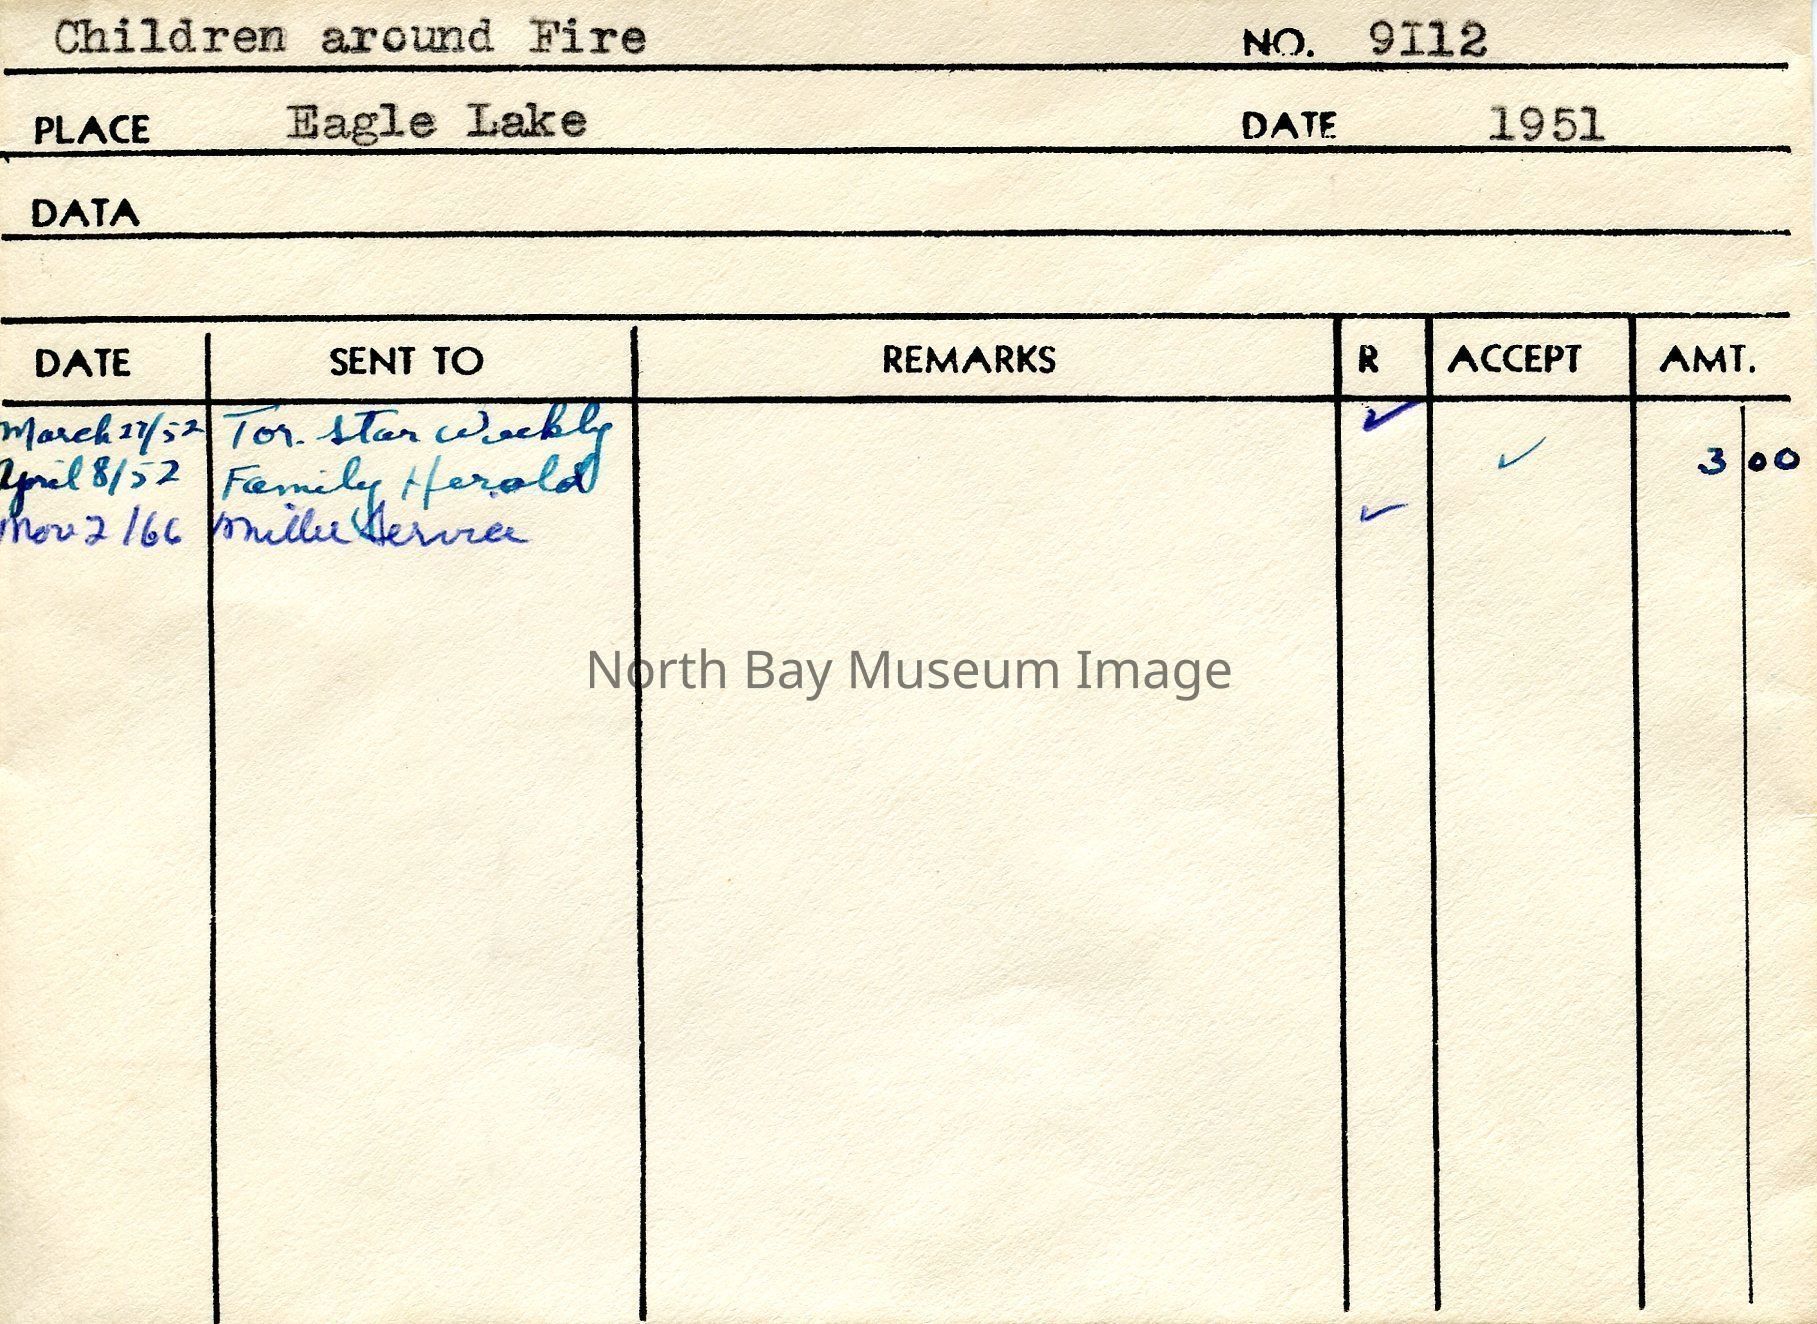 Children around Fire NO. 9I12
PLACE Eagle Lake DATE 1951
DATA
DATE SENT TO REMARKS R ACCEPT AMT.
March 27/52 Tor. Star Weekly ✓
April 8/52 Family Herald ✓ 3 00
Nov 2/66 Miller Service ✓
North Bay Museum Image